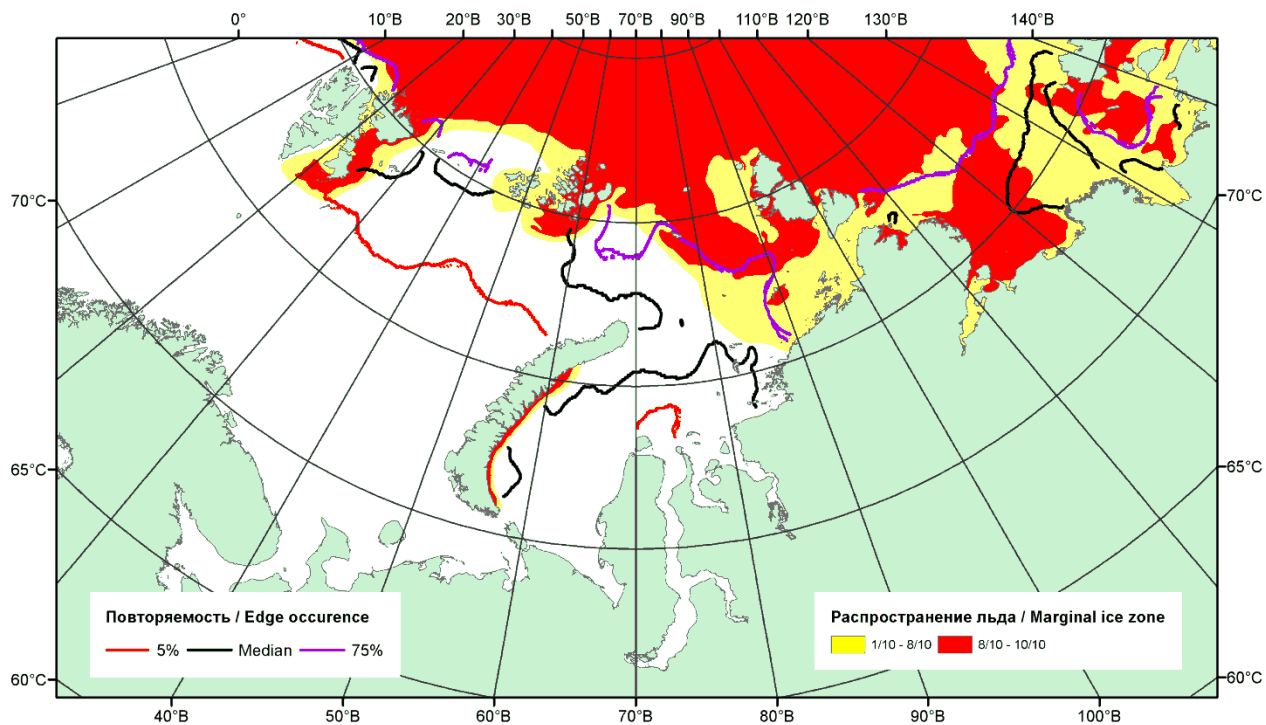 0° 10°В 20°В 30°В 50°В 70°В 90°В 110°В 120°В 130°В 140°В
70°С 70°С
65°С 65°С
Повторяемость / Edge occurence
5% Median 75%
Распространение льда / Marginal ice zone
1/10 - 8/10 8/10 - 10/10
60°С 60°С
40°В 50°В 60°В 70°В 80°В 90°В 100°В